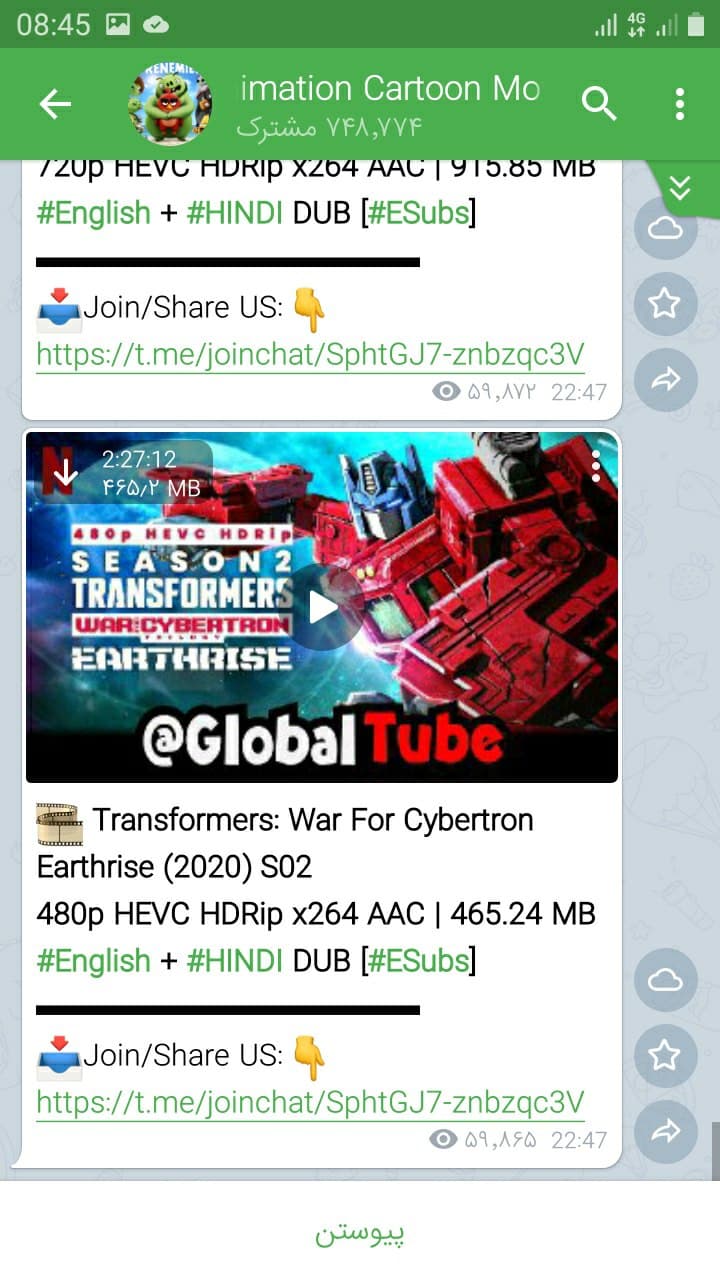 08:45
4G
imation Cartoon Mo
۷۴۸,۷۷۴ مشترک
720p HEVC HDRip x264 AAC | 915.85 MB
#English + #HINDI DUB [#ESubs]
Join/Share US:
https://t.me/joinchat/SphtGJ7-znbzqc3V
۵۹,۸۷۲ 22:47
2:27:12
۴۶۵٫۲ MB
N
480p HEVC HDRip
SEASON 2
TRANSFORMERS
WAR:CYBERTRON
TRILOGY
EARTHRISE
@GlobalTube
Transformers: War For Cybertron
Earthrise (2020) S02
480p HEVC HDRip x264 AAC | 465.24 MB
#English + #HINDI DUB [#ESubs]
Join/Share US:
https://t.me/joinchat/SphtGJ7-znbzqc3V
۵۹,۸۶۵ 22:47
پیوستن